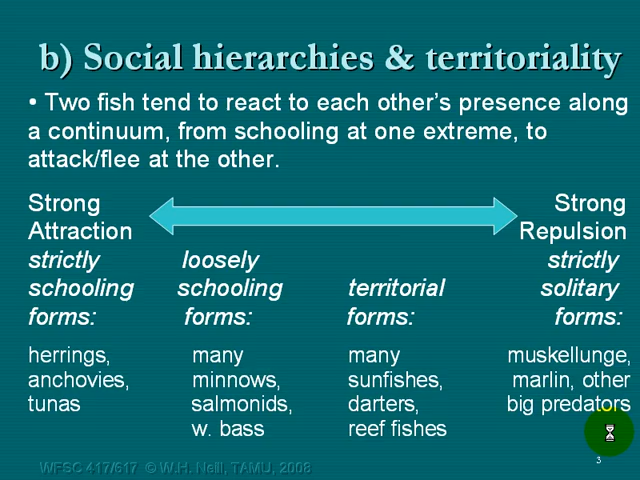 b) Social hierarchies & territoriality
• Two fish tend to react to each other's presence along
a continuum, from schooling at one extreme, to
attack/flee at the other.
Strong Strong
Attraction Repulsion
strictly loosely strictly
schooling schooling territorial solitary
forms: forms: forms: forms:
herrings, many many muskellunge,
anchovies, minnows, sunfishes, marlin, other
tunas salmonids, darters, big predators
w. bass reef fishes
WFSC 417/617 © W.H. Neill, TAMU, 2008
3